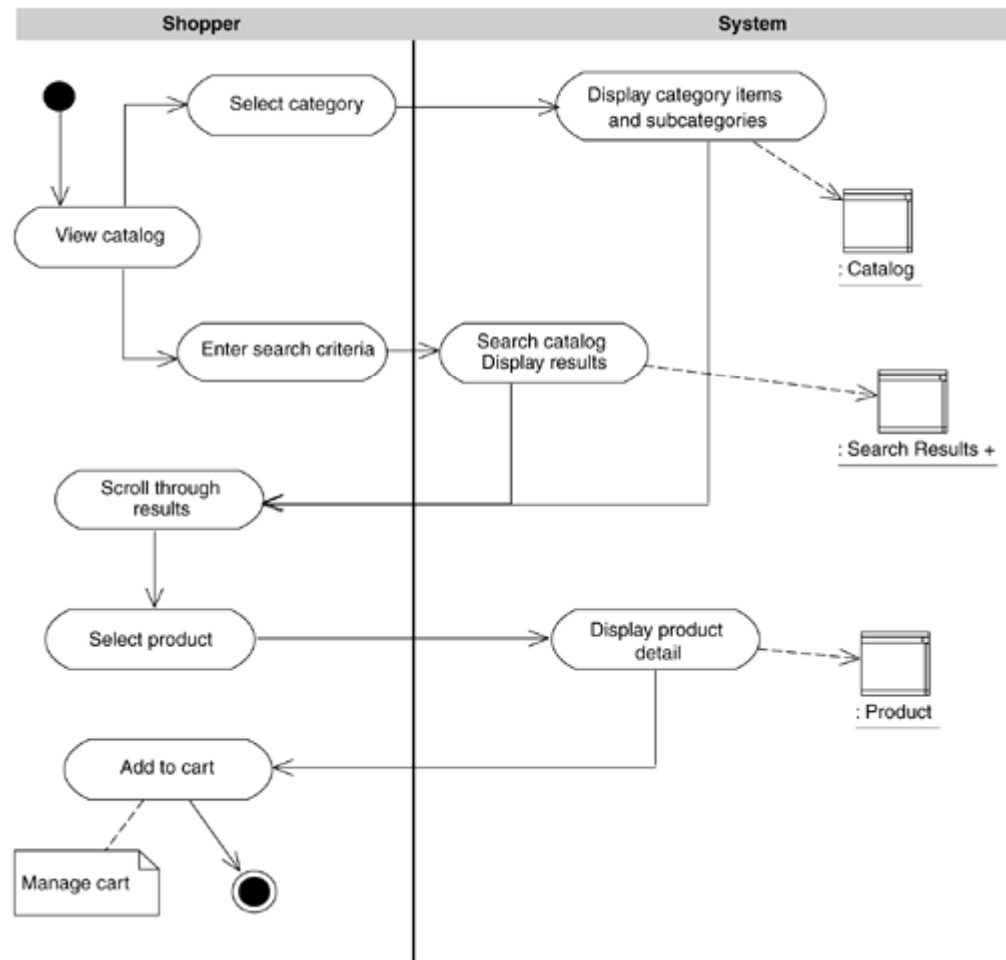 Shopper
System
Select category
Display category items
and subcategories
View catalog
: Catalog
Enter search criteria
Search catalog
Display results
: Search Results +
Scroll through
results
Select product
Display product
detail
: Product
Add to cart
Manage cart